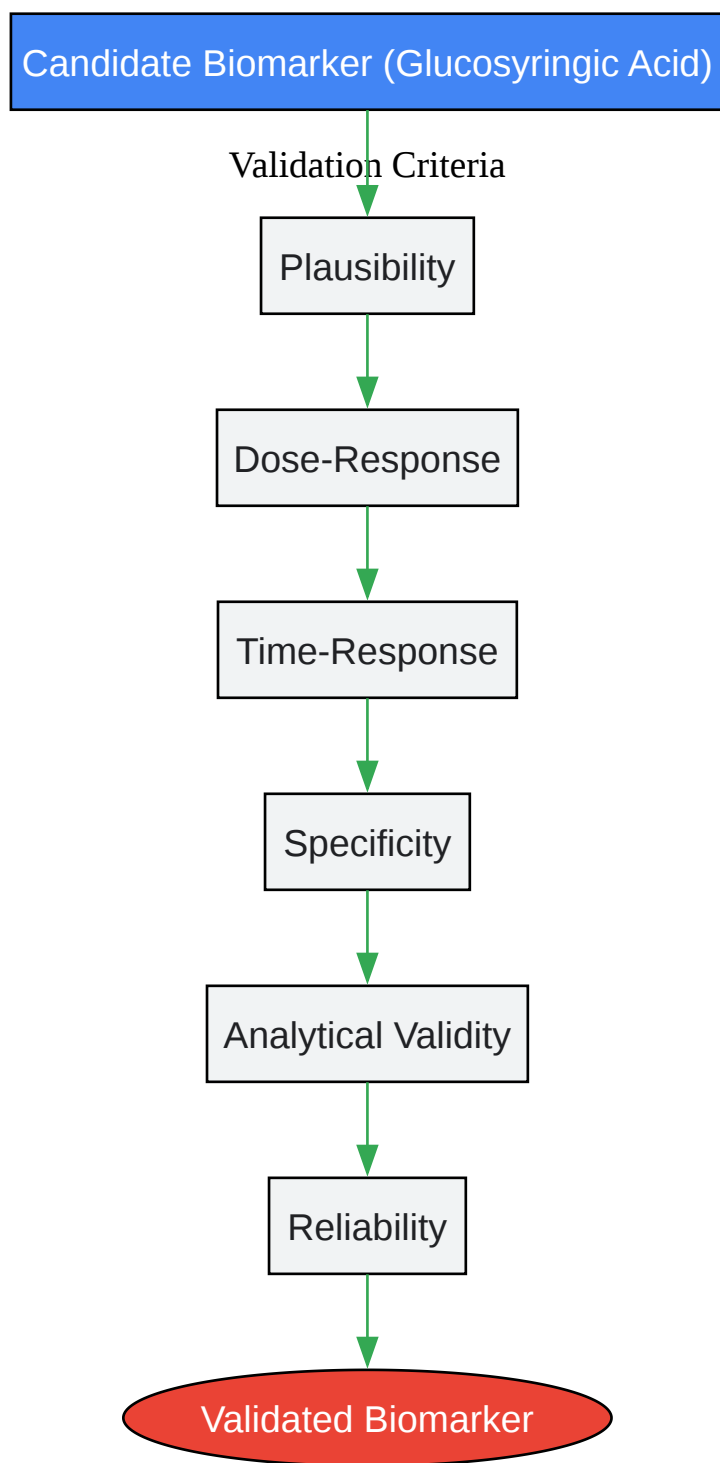 Candidate Biomarker (Glucosyringic Acid)
Validation Criteria
Plausibility
Dose-Response
Time-Response
Specificity
Analytical Validity
Reliability
Validated Biomarker